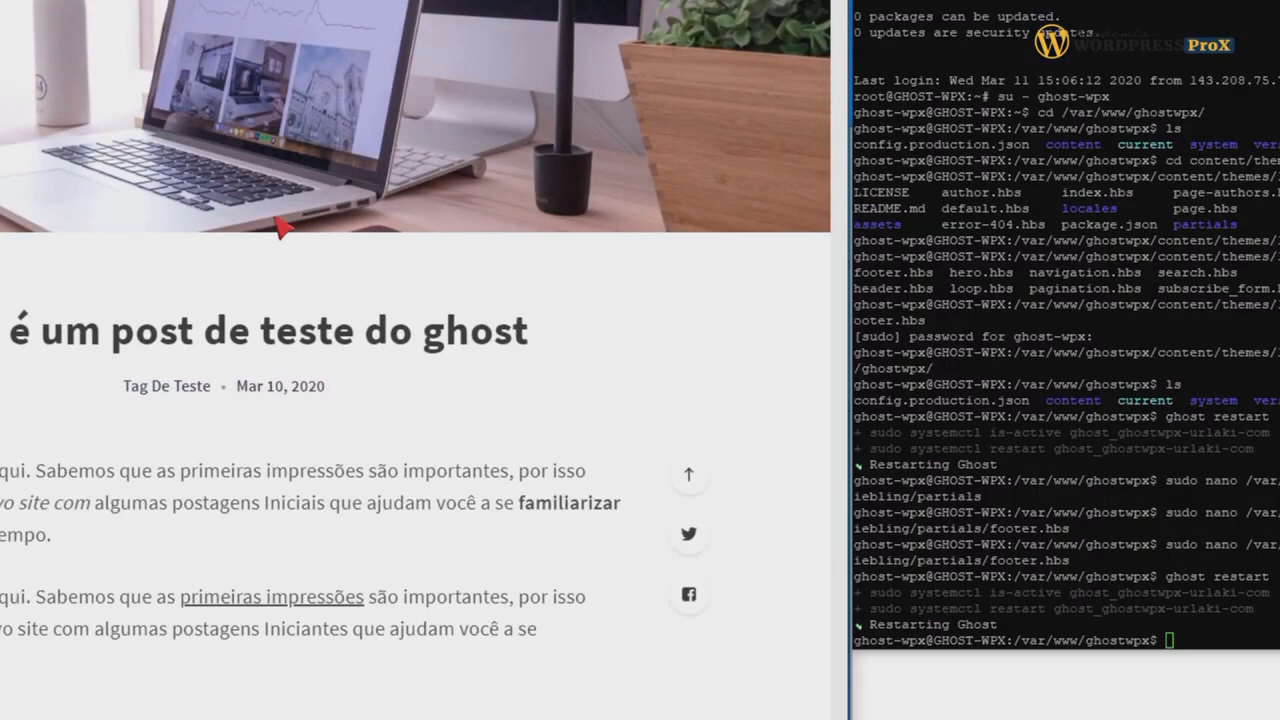 é um post de teste do ghost
Tag De Teste • Mar 10, 2020
qui. Sabemos que as primeiras impressões são importantes, por isso
vo site com algumas postagens Iniciais que ajudam você a se familiarizar
empo.
qui. Sabemos que as primeiras impressões são importantes, por isso
vo site com algumas postagens Iniciantes que ajudam você a se
0 packages can be updated.
0 updates are security updates.
WORDPRESS ProX
Last login: Wed Mar 11 15:06:12 2020 from 143.208.75.
root@GHOST-WPX:~# su - ghost-wpx
ghost-wpx@GHOST-WPX:~$ cd /var/www/ghostwpx/
ghost-wpx@GHOST-WPX:/var/www/ghostwpx$ ls
config.production.json content current system ver
ghost-wpx@GHOST-WPX:/var/www/ghostwpx$ cd content/the
ghost-wpx@GHOST-WPX:/var/www/ghostwpx/content/themes/
LICENSE author.hbs index.hbs page-authors.
README.md default.hbs locales page.hbs
assets error-404.hbs package.json partials
ghost-wpx@GHOST-WPX:/var/www/ghostwpx/content/themes/
ghost-wpx@GHOST-WPX:/var/www/ghostwpx/content/themes/
footer.hbs hero.hbs navigation.hbs search.hbs
header.hbs loop.hbs pagination.hbs subscribe_form.
ghost-wpx@GHOST-WPX:/var/www/ghostwpx/content/themes/
ooter.hbs
[sudo] password for ghost-wpx:
ghost-wpx@GHOST-WPX:/var/www/ghostwpx/content/themes/
/ghostwpx/
ghost-wpx@GHOST-WPX:/var/www/ghostwpx$ ls
config.production.json content current system ver
ghost-wpx@GHOST-WPX:/var/www/ghostwpx$ ghost restart
+ sudo systemctl is-active ghost_ghostwpx-urlaki-com
+ sudo systemctl restart ghost_ghostwpx-urlaki-com
Restarting Ghost
ghost-wpx@GHOST-WPX:/var/www/ghostwpx$ sudo nano /var
iebling/partials
ghost-wpx@GHOST-WPX:/var/www/ghostwpx$ sudo nano /var
iebling/partials/footer.hbs
ghost-wpx@GHOST-WPX:/var/www/ghostwpx$ sudo nano /var
iebling/partials/footer.hbs
ghost-wpx@GHOST-WPX:/var/www/ghostwpx$ ghost restart
+ sudo systemctl is-active ghost_ghostwpx-urlaki-com
+ sudo systemctl restart ghost_ghostwpx-urlaki-com
Restarting Ghost
ghost-wpx@GHOST-WPX:/var/www/ghostwpx$